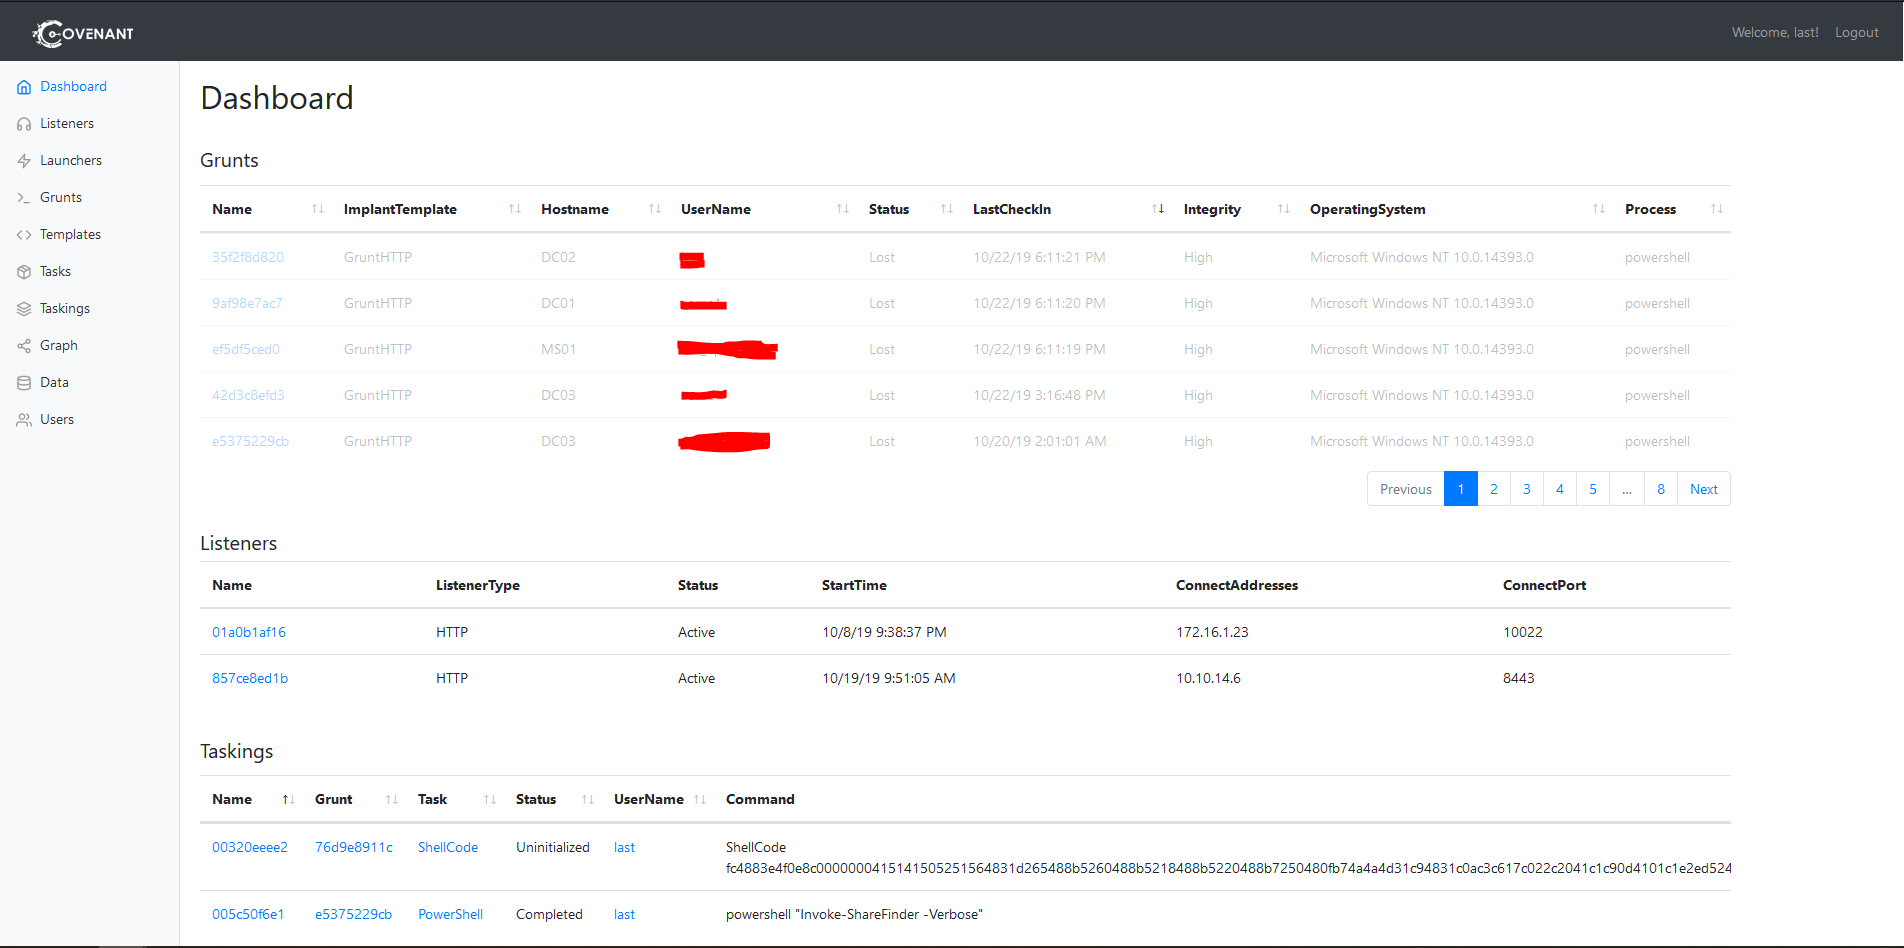 COVENANT
Welcome, last! Logout
Dashboard
Listeners
Launchers
Grunts
Templates
Tasks
Taskings
Graph
Data
Users
Dashboard
Grunts
Name ImplantTemplate Hostname UserName Status LastCheckIn Integrity OperatingSystem Process
35f2f8d820 GruntHTTP DC02 Lost 10/22/19 6:11:21 PM High Microsoft Windows NT 10.0.14393.0 powershell
9af98e7ac7 GruntHTTP DC01 Lost 10/22/19 6:11:20 PM High Microsoft Windows NT 10.0.14393.0 powershell
ef5df5ced0 GruntHTTP MS01 Lost 10/22/19 6:11:19 PM High Microsoft Windows NT 10.0.14393.0 powershell
42d3c8efd3 GruntHTTP DC03 Lost 10/22/19 3:16:48 PM High Microsoft Windows NT 10.0.14393.0 powershell
e5375229cb GruntHTTP DC03 Lost 10/20/19 2:01:01 AM High Microsoft Windows NT 10.0.14393.0 powershell
Previous 1 2 3 4 5 ... 8 Next
Listeners
Name ListenerType Status StartTime ConnectAddresses ConnectPort
01a0b1af16 HTTP Active 10/8/19 9:38:37 PM 172.16.1.23 10022
857ce8ed1b HTTP Active 10/19/19 9:51:05 AM 10.10.14.6 8443
Taskings
Name Grunt Task Status UserName Command
00320eeee2 76d9e8911c ShellCode Uninitialized last ShellCode
fc4883e4f0e8c0000000415141505251564831d265488b5260488b5218488b5220488b7250480fb74a4a4d31c94831c0ac3c617c022c2041c1c90d4101c1e2ed524
005c50f6e1 e5375229cb PowerShell Completed last powershell "Invoke-ShareFinder -Verbose"